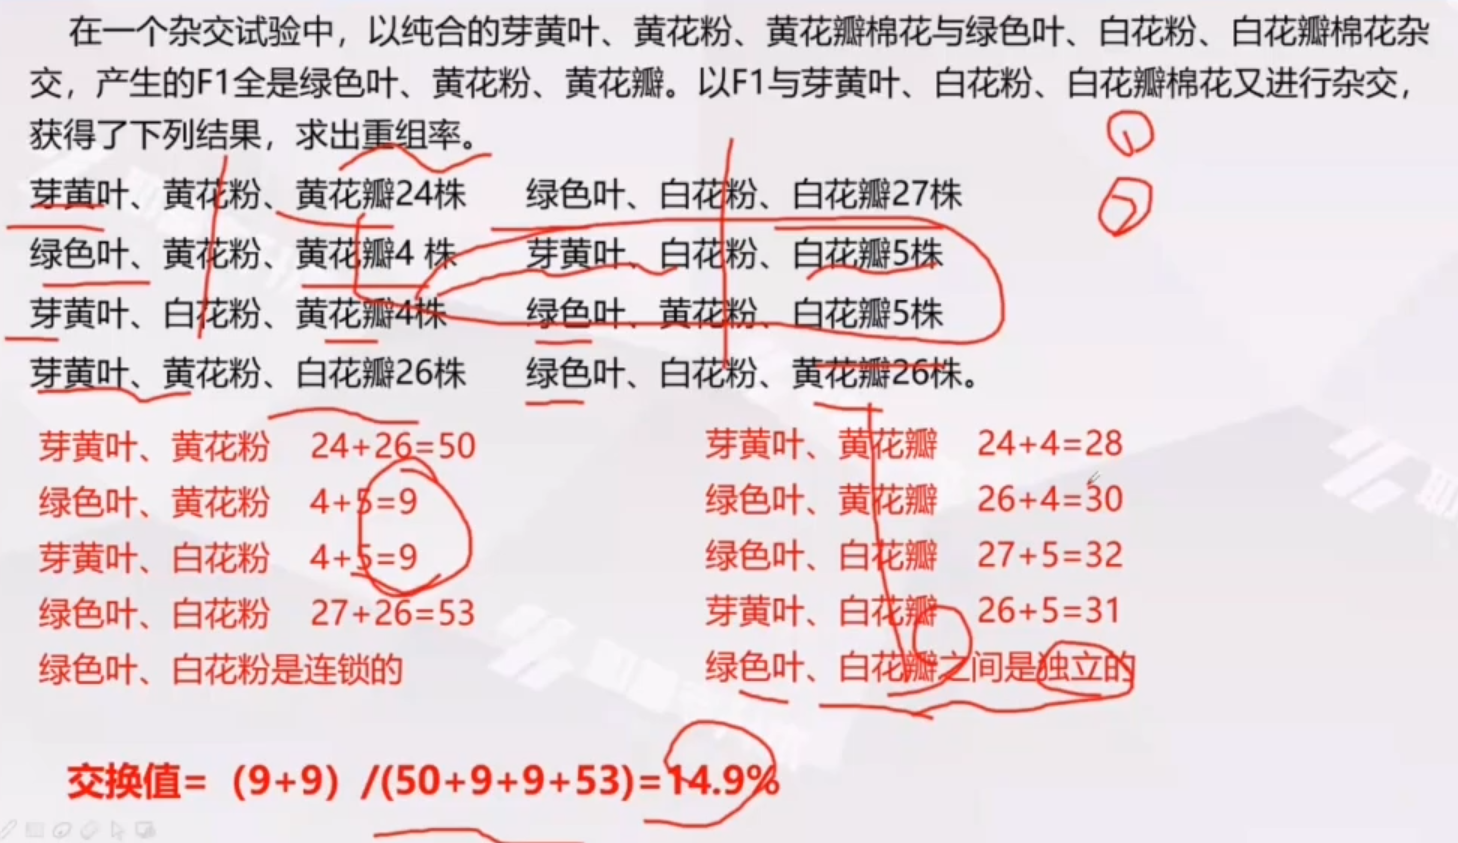 在一个杂交试验中，以纯合的芽黄叶、黄花粉、黄花瓣棉花与绿色叶、白花粉、白花瓣棉花杂
交，产生的F1全是绿色叶、黄花粉、黄花瓣。以F1与芽黄叶、白花粉、白花瓣棉花又进行杂交，
获得了下列结果，求出重组率。
芽黄叶、黄花粉、黄花瓣24株 绿色叶、白花粉、白花瓣27株
绿色叶、黄花粉、黄花瓣4 株 芽黄叶、白花粉、白花瓣5株
芽黄叶、白花粉、黄花瓣4株 绿色叶、黄花粉、白花瓣5株
芽黄叶、黄花粉、白花瓣26株 绿色叶、白花粉、黄花瓣26株。
芽黄叶、黄花粉 24+26=50
绿色叶、黄花粉 4+5=9
芽黄叶、白花粉 4+5=9
绿色叶、白花粉 27+26=53
绿色叶、白花粉是连锁的
芽黄叶、黄花瓣 24+4=28
绿色叶、黄花瓣 26+4=30
绿色叶、白花瓣 27+5=32
芽黄叶、白花瓣 26+5=31
绿色叶、白花瓣之间是独立的
交换值=（9+9）/(50+9+9+53)=14.9%